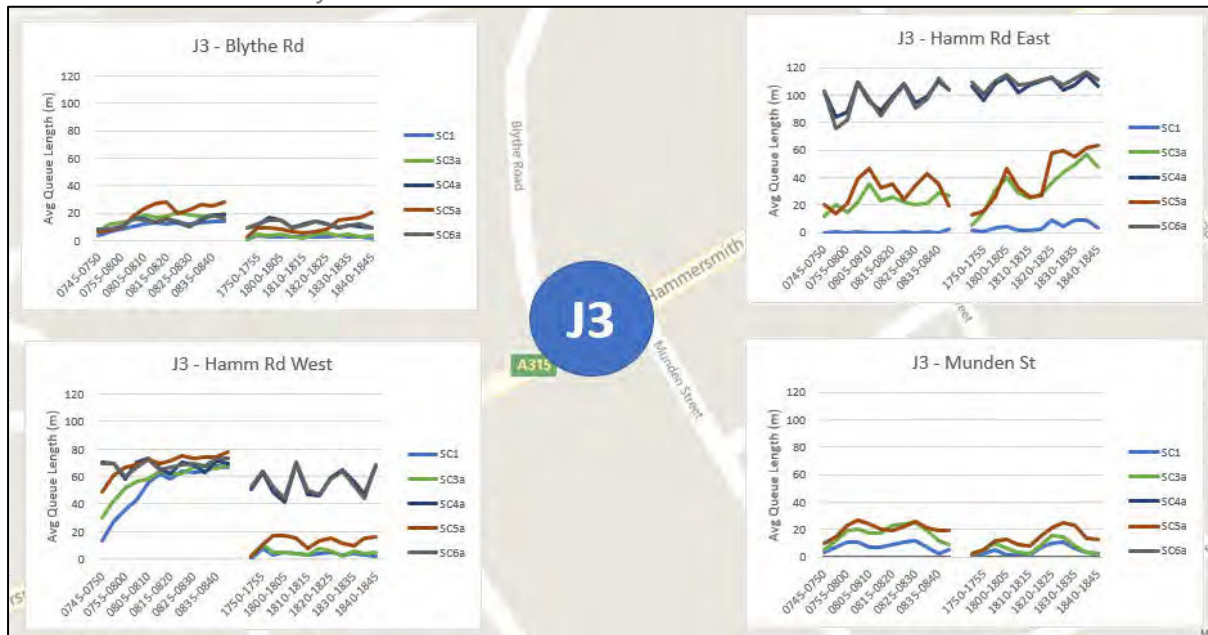 J3 - Blythe Rd
Avg Queue Length (m)
120
100
80
60
40
20
0
0745-0750
0755-0800
0805-0810
0815-0820
0825-0830
0835-0840
1750-1755
1800-1805
1810-1815
1820-1825
1830-1835
1840-1845
SC1
SC3a
SC4a
SC5a
SC6a
J3 - Hamm Rd East
Avg Queue Length (m)
120
100
80
60
40
20
0
0745-0750
0755-0800
0805-0810
0815-0820
0825-0830
0835-0840
1750-1755
1800-1805
1810-1815
1820-1825
1830-1835
1840-1845
SC1
SC3a
SC4a
SC5a
SC6a
Blythe Road
Hammersmith
J3
A315
Munden Street
J3 - Hamm Rd West
Avg Queue Length (m)
120
100
80
60
40
20
0
0745-0750
0755-0800
0805-0810
0815-0820
0825-0830
0835-0840
1750-1755
1800-1805
1810-1815
1820-1825
1830-1835
1840-1845
SC1
SC3a
SC4a
SC5a
SC6a
J3 - Munden St
Avg Queue Length (m)
120
100
80
60
40
20
0
0745-0750
0755-0800
0805-0810
0815-0820
0825-0830
0835-0840
1750-1755
1800-1805
1810-1815
1820-1825
1830-1835
1840-1845
SC1
SC3a
SC4a
SC5a
SC6a